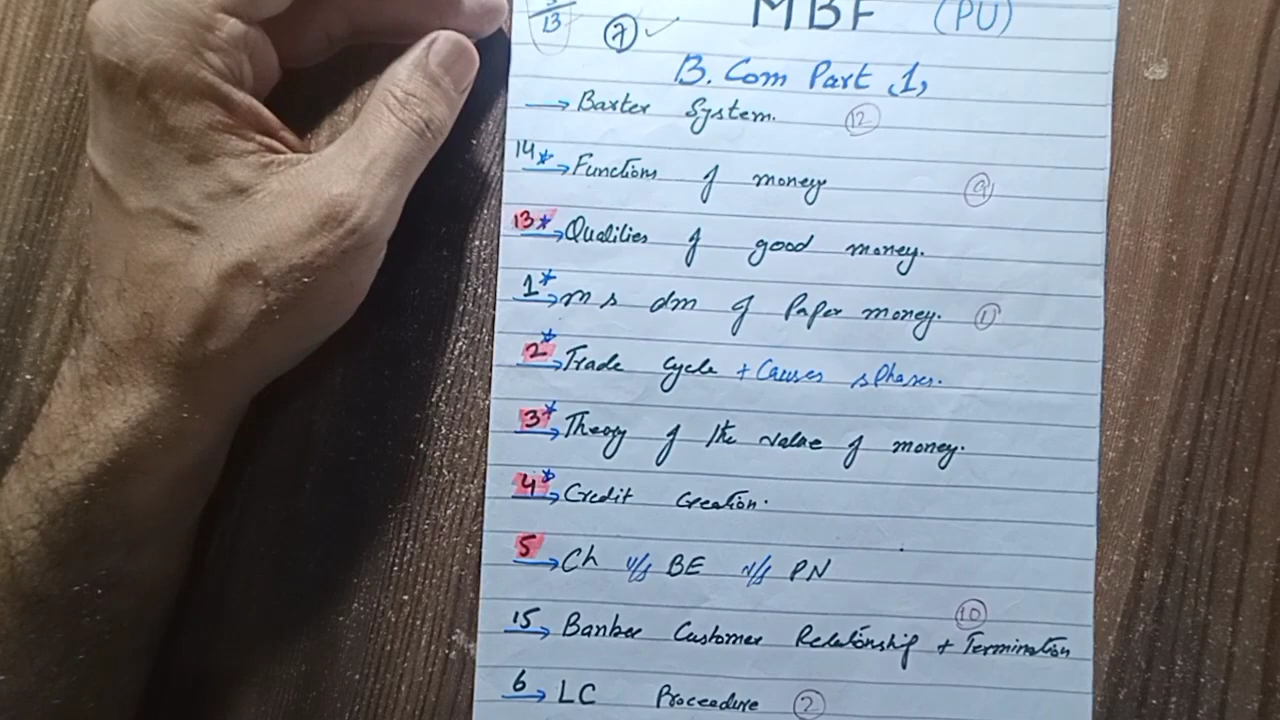 13 7 MBF (PU)
B. Com Part 1,
→ Barter System. 12
14* → Functions of money 9
13* → Qualities of good money.
1* → m s dm of Paper money. 1
2* → Trade Cycle + Causes s Phases.
3* → Theory of the value of money.
4* → Credit Creation.
5 → Ch v/s BE v/s PN
15 → Banker Customer Relationship + Termination 10
6 → LC Proceedure 2